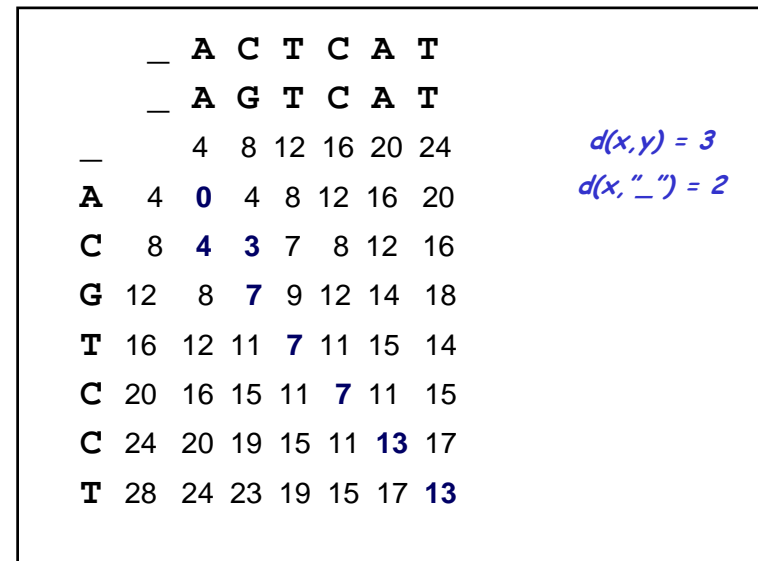 _ A C T C A T
_ A G T C A T
_ 4 8 12 16 20 24
A 4 0 4 8 12 16 20
C 8 4 3 7 8 12 16
G 12 8 7 9 12 14 18
T 16 12 11 7 11 15 14
C 20 16 15 11 7 11 15
C 24 20 19 15 11 13 17
T 28 24 23 19 15 17 13
d(x,y) = 3
d(x,"_") = 2